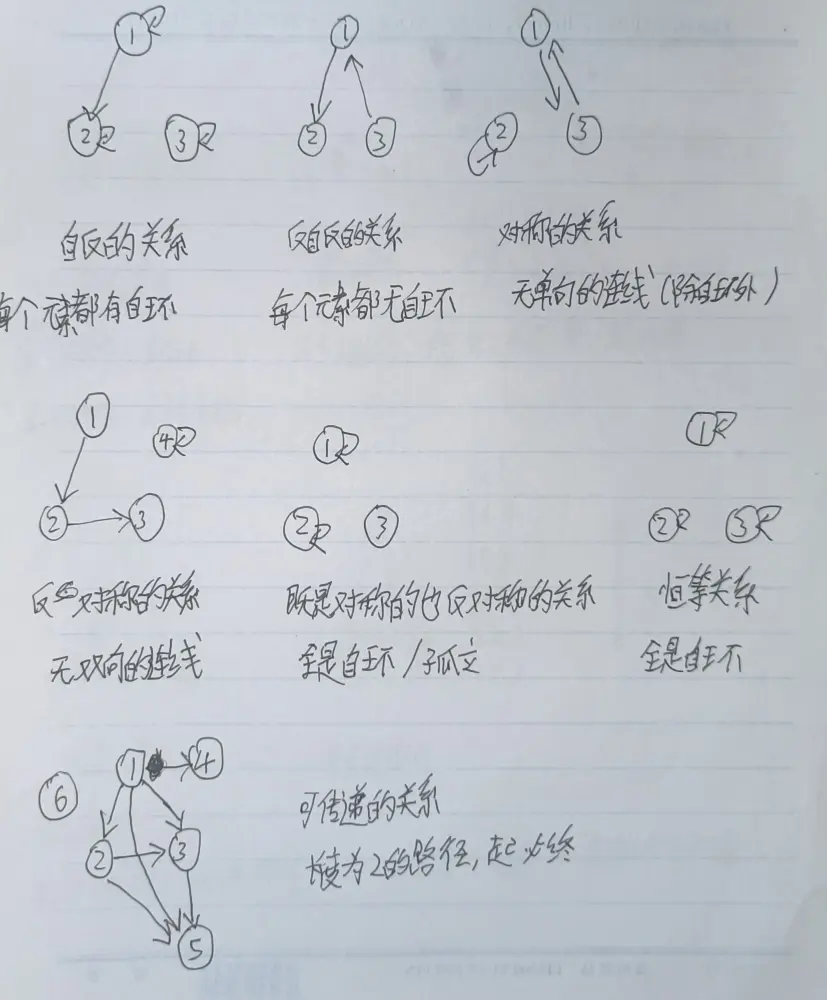 1
2 3
1
2 3
1
2 3
自反的关系
每个元素都有自环
反自反的关系
每个元素都无自环
对称的关系
无单向的连线(除自环外)
1 4
2 3
1
2 3
1
2 3
反对称的关系
无双向的连线
既是对称的也反对称的关系
全是自环/孤立
恒等关系
全是自环
1 4
6
2 3
5
可传递的关系
长度为2的路径,起必终